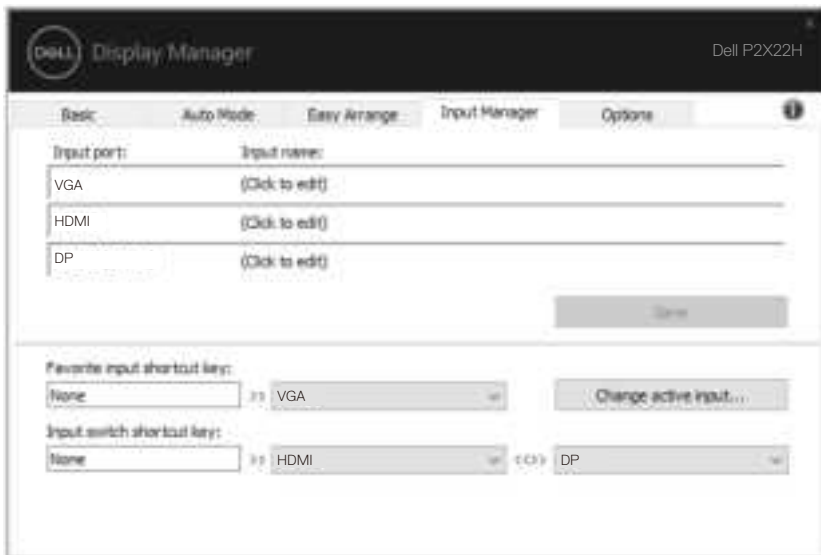 DELL Display Manager Dell P2X22H
Basic Auto Mode Easy Arrange Input Manager Options
Input port: Input name:
VGA (Click to edit)
HDMI (Click to edit)
DP (Click to edit)
Save
Favorite input shortcut key:
None >> VGA Change active input...
Input switch shortcut key:
None >> HDMI <<>> DP